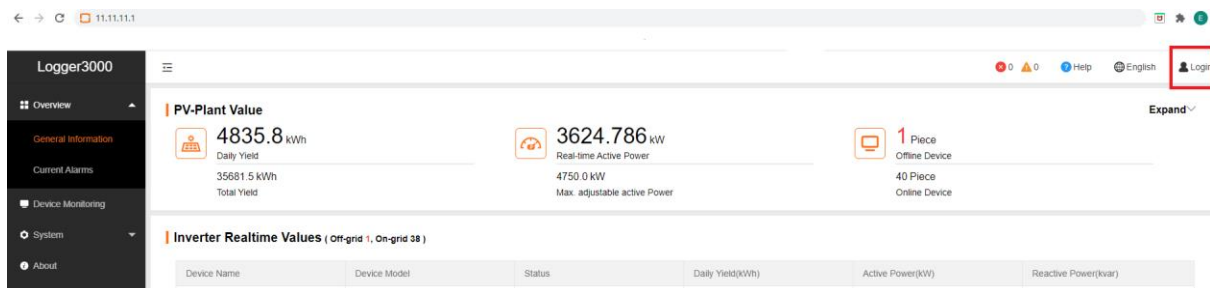 11.11.11.1
E
Logger3000
0 0 Help English Login
Overview
General Information
Current Alarms
Device Monitoring
System
About
PV-Plant Value Expand
4835.8 kWh
Daily Yield
35681.5 kWh
Total Yield
3624.786 kW
Real-time Active Power
4750.0 kW
Max. adjustable active Power
1 Piece
Offline Device
40 Piece
Online Device
Inverter Realtime Values ( Off-grid 1, On-grid 38 )
Device Name Device Model Status Daily Yield(kWh) Active Power(kW) Reactive Power(kvar)